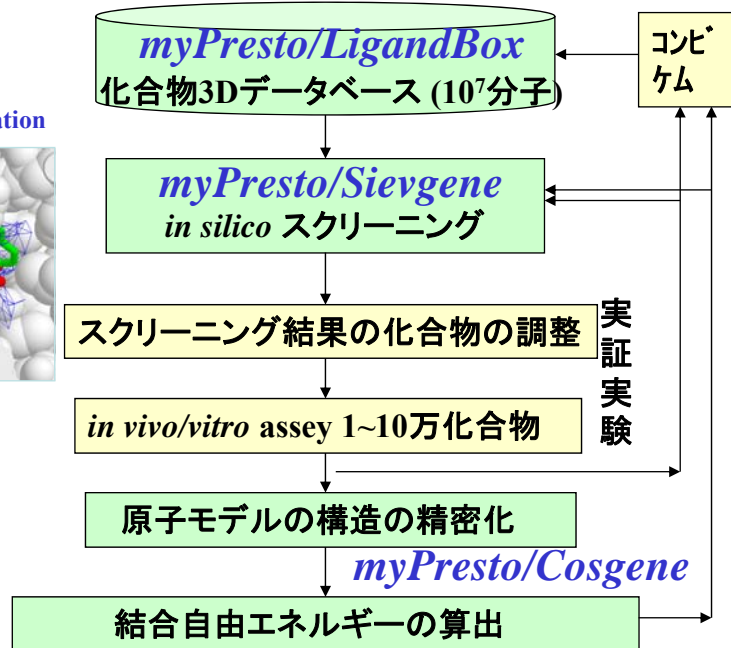 myPresto/LigandBox
化合物3Dデータベース (10⁷分子)
コンビ
ケム
ation
myPresto/Sievgene
in silico スクリーニング
スクリーニング結果の化合物の調整
実
証
実
験
in vivo/vitro assey 1~10万化合物
原子モデルの構造の精密化
myPresto/Cosgene
結合自由エネルギーの算出